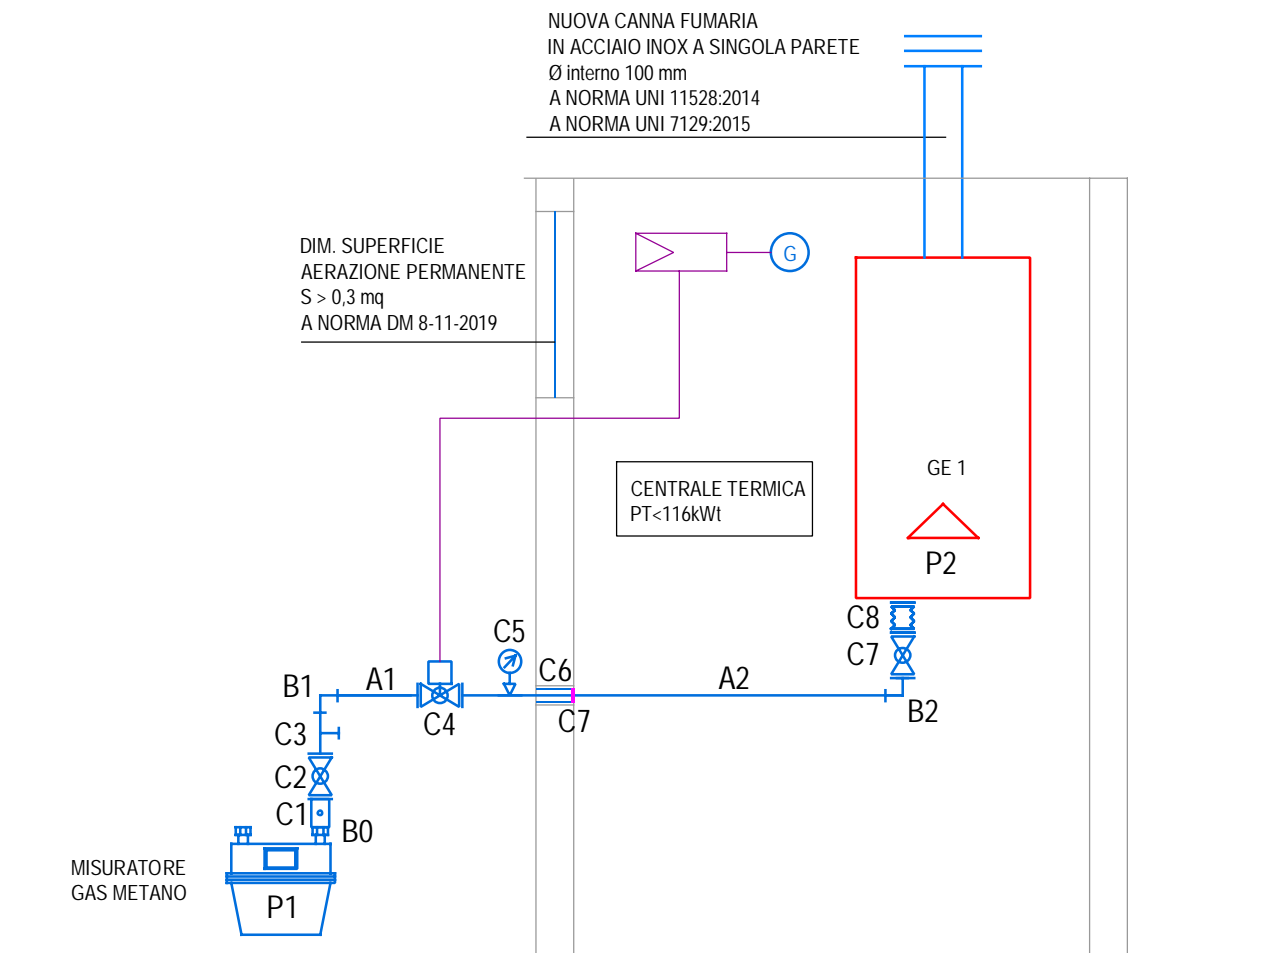 NUOVA CANNA FUMARIA
IN ACCIAIO INOX A SINGOLA PARETE
Ø interno 100 mm
A NORMA UNI 11528:2014
A NORMA UNI 7129:2015
DIM. SUPERFICIE
AERAZIONE PERMANENTE
S > 0,3 mq
A NORMA DM 8-11-2019
G
CENTRALE TERMICA
PT<116kWt
GE 1
P2
C8
C7
C5
C6
A1
A2
B1
B2
C4
C7
C3
C2
C1
B0
MISURATORE
GAS METANO
P1